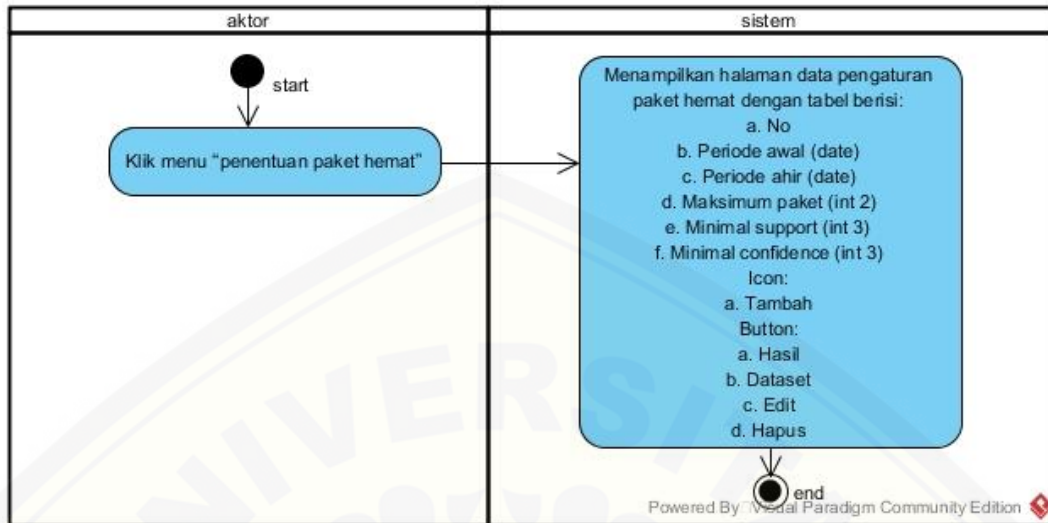 aktor
sistem
start
Klik menu "penentuan paket hemat"
Menampilkan halaman data pengaturan
paket hemat dengan tabel berisi:
a. No
b. Periode awal (date)
c. Periode ahir (date)
d. Maksimum paket (int 2)
e. Minimal support (int 3)
f. Minimal confidence (int 3)
Icon:
a. Tambah
Button:
a. Hasil
b. Dataset
c. Edit
d. Hapus
end
Powered By Visual Paradigm Community Edition
UNIVERSIT